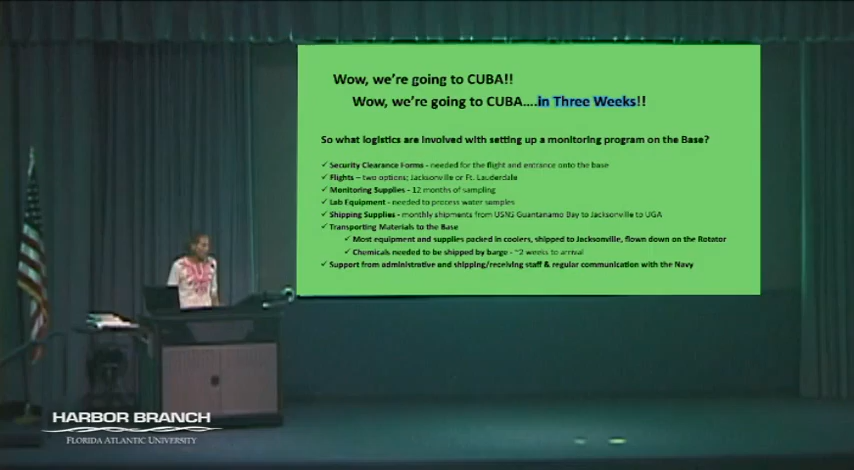 Wow, we're going to CUBA!!
Wow, we're going to CUBA....in Three Weeks!!
So what logistics are involved with setting up a monitoring program on the Base?
✓ Security Clearance Forms - needed for the flight and entrance onto the base
✓ Flights – two options; Jacksonville or Ft. Lauderdale
✓ Monitoring Supplies - 12 months of sampling
✓ Lab Equipment - needed to process water samples
✓ Shipping Supplies - monthly shipments from USNS Guantanamo Bay to Jacksonville to UGA
✓ Transporting Materials to the Base
✓ Most equipment and supplies packed in coolers, shipped to Jacksonville, flown down on the Rotator
✓ Chemicals needed to be shipped by barge - ~2 weeks to arrival
✓ Support from administrative and shipping/receiving staff & regular communication with the Navy
HARBOR BRANCH
FLORIDA ATLANTIC UNIVERSITY